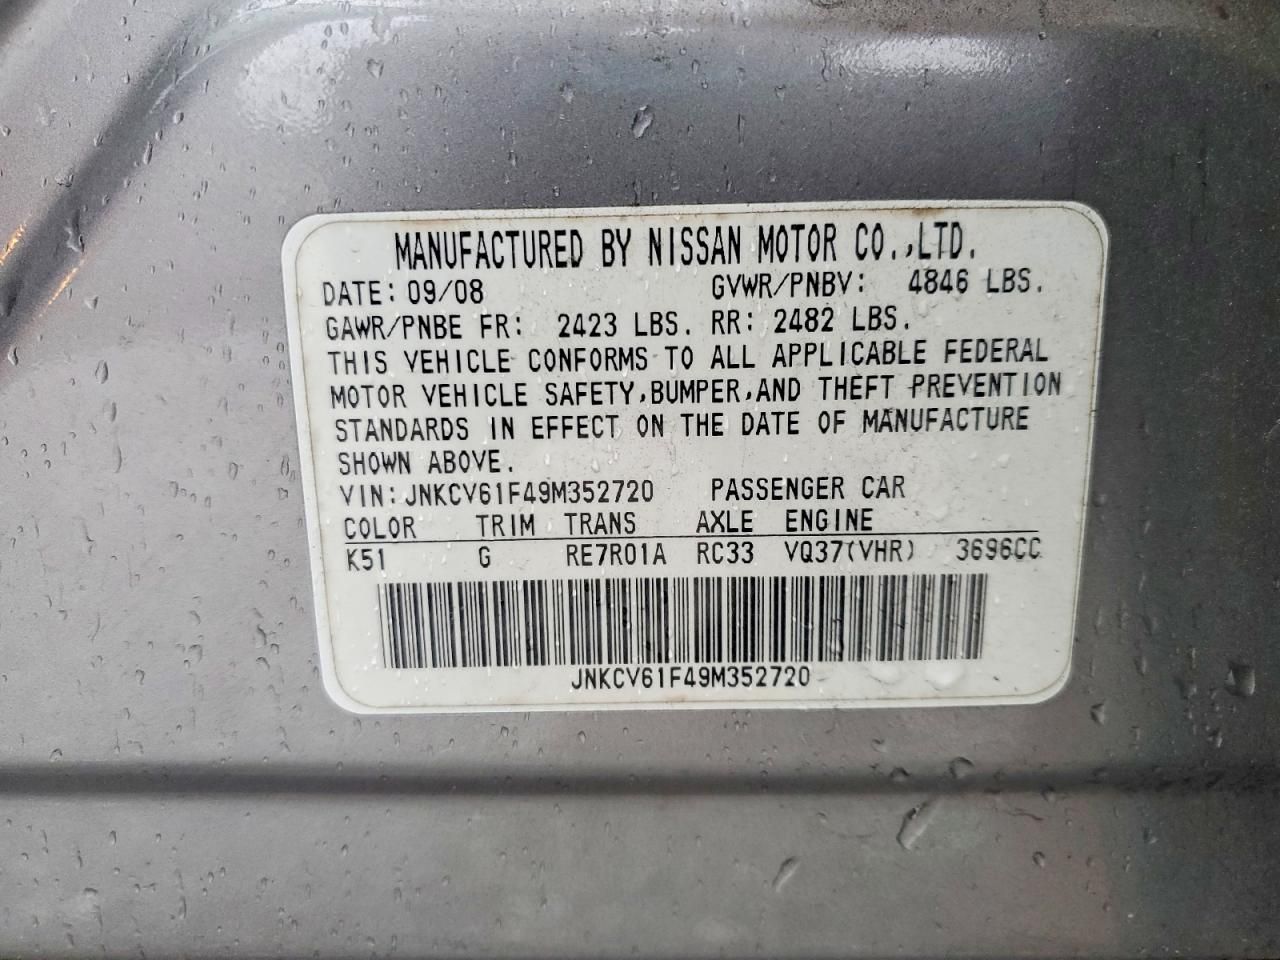 MANUFACTURED BY NISSAN MOTOR CO.,LTD.
DATE: 09/08 GVWR/PNBV: 4846 LBS.
GAWR/PNBE FR: 2423 LBS. RR: 2482 LBS.
THIS VEHICLE CONFORMS TO ALL APPLICABLE FEDERAL
MOTOR VEHICLE SAFETY,BUMPER,AND THEFT PREVENTION
STANDARDS IN EFFECT ON THE DATE OF MANUFACTURE
SHOWN ABOVE.
VIN: JNKCV61F49M352720 PASSENGER CAR
COLOR TRIM TRANS AXLE ENGINE
K51 G RE7R01A RC33 VQ37(VHR) 3696CC
JNKCV61F49M352720